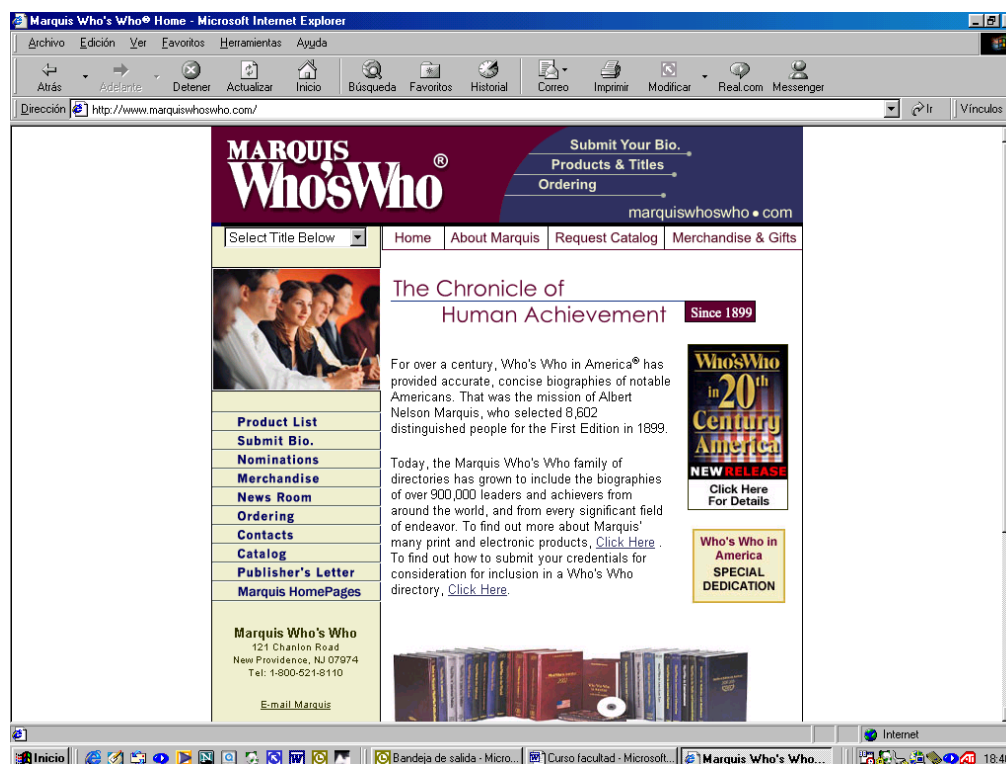 Marquis Who's Who® Home - Microsoft Internet Explorer
Archivo Edición Ver Favoritos Herramientas Ayuda
Atrás Adelante Detener Actualizar Inicio Búsqueda Favoritos Historial Correo Imprimir Modificar Real.com Messenger
Dirección http://www.marquiswhoswho.com/ Ir Vínculos
MARQUIS
Who'sWho®
Submit Your Bio.
Products & Titles
Ordering
marquiswhoswho • com
Select Title Below
Home About Marquis Request Catalog Merchandise & Gifts
The Chronicle of
Human Achievement
Since 1899
For over a century, Who's Who in America® has
provided accurate, concise biographies of notable
Americans. That was the mission of Albert
Nelson Marquis, who selected 8,602
distinguished people for the First Edition in 1899.
Today, the Marquis Who's Who family of
directories has grown to include the biographies
of over 900,000 leaders and achievers from
around the world, and from every significant field
of endeavor. To find out more about Marquis'
many print and electronic products, Click Here .
To find out how to submit your credentials for
consideration for inclusion in a Who's Who
directory, Click Here.
Who'sWho
in 20th
Century
America
NEW RELEASE
Click Here
For Details
Who's Who in
America
SPECIAL
DEDICATION
Product List
Submit Bio.
Nominations
Merchandise
News Room
Ordering
Contacts
Catalog
Publisher's Letter
Marquis HomePages
Marquis Who's Who
121 Chanlon Road
New Providence, NJ 07974
Tel: 1-800-521-8110
E-mail Marquis
Internet
Inicio Bandeja de salida - Micro... Curso facultad - Microsoft... Marquis Who's Who...